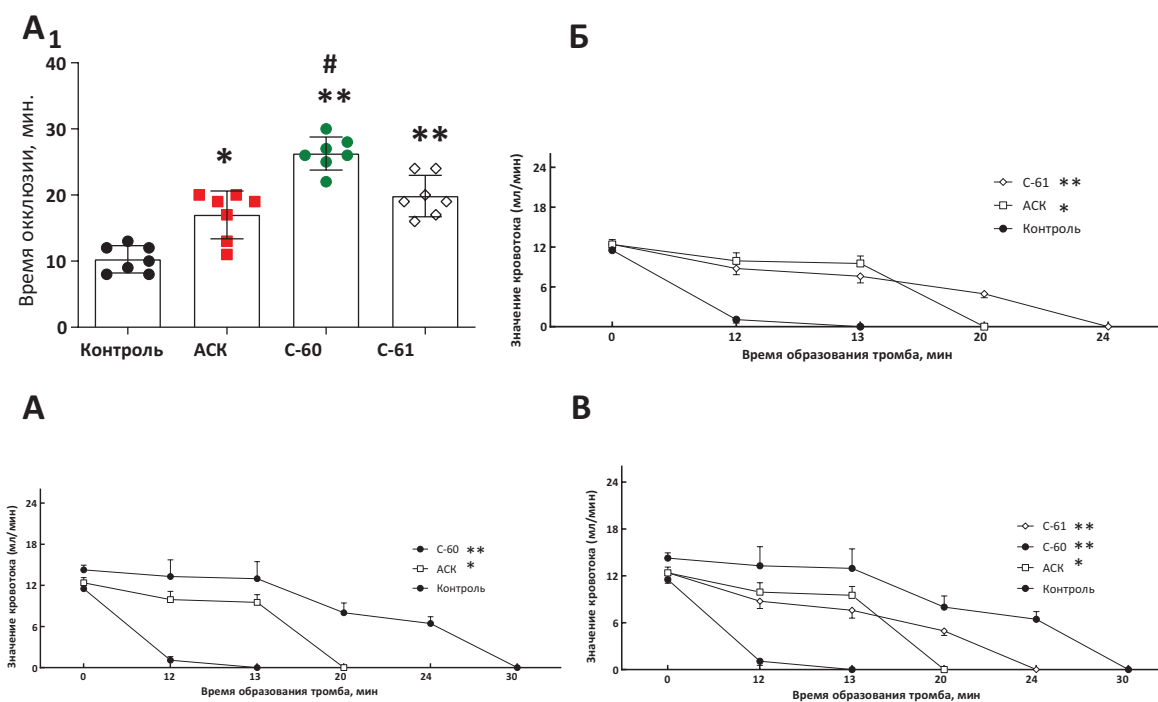 А1
Время окклюзии, мин.
40
30
20
10
0
*
#
**
**
Контроль АСК С-60 С-61
Б
Значение кровотока (мл/мин)
24
18
12
6
0
С-61 **
АСК *
Контроль
0 12 13 20 24
Время образования тромба, мин
А
Значение кровотока (мл/мин)
24
18
12
6
0
С-60 **
АСК *
Контроль
0 12 13 20 24 30
Время образования тромба, мин
В
Значение кровотока (мл/мин)
24
18
12
6
0
С-61 **
С-60 **
АСК *
Контроль
0 12 13 20 24 30
Время образования тромба, мин